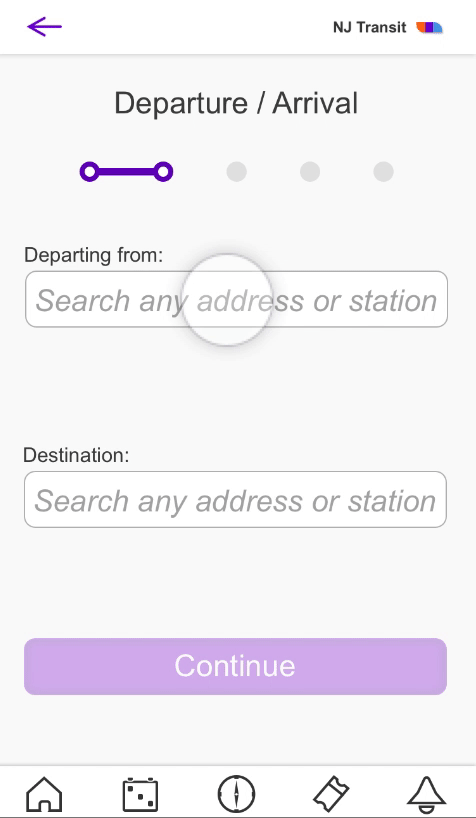 NJ Transit
Departure / Arrival
Departing from:
Search any address or station
Destination:
Search any address or station
Continue